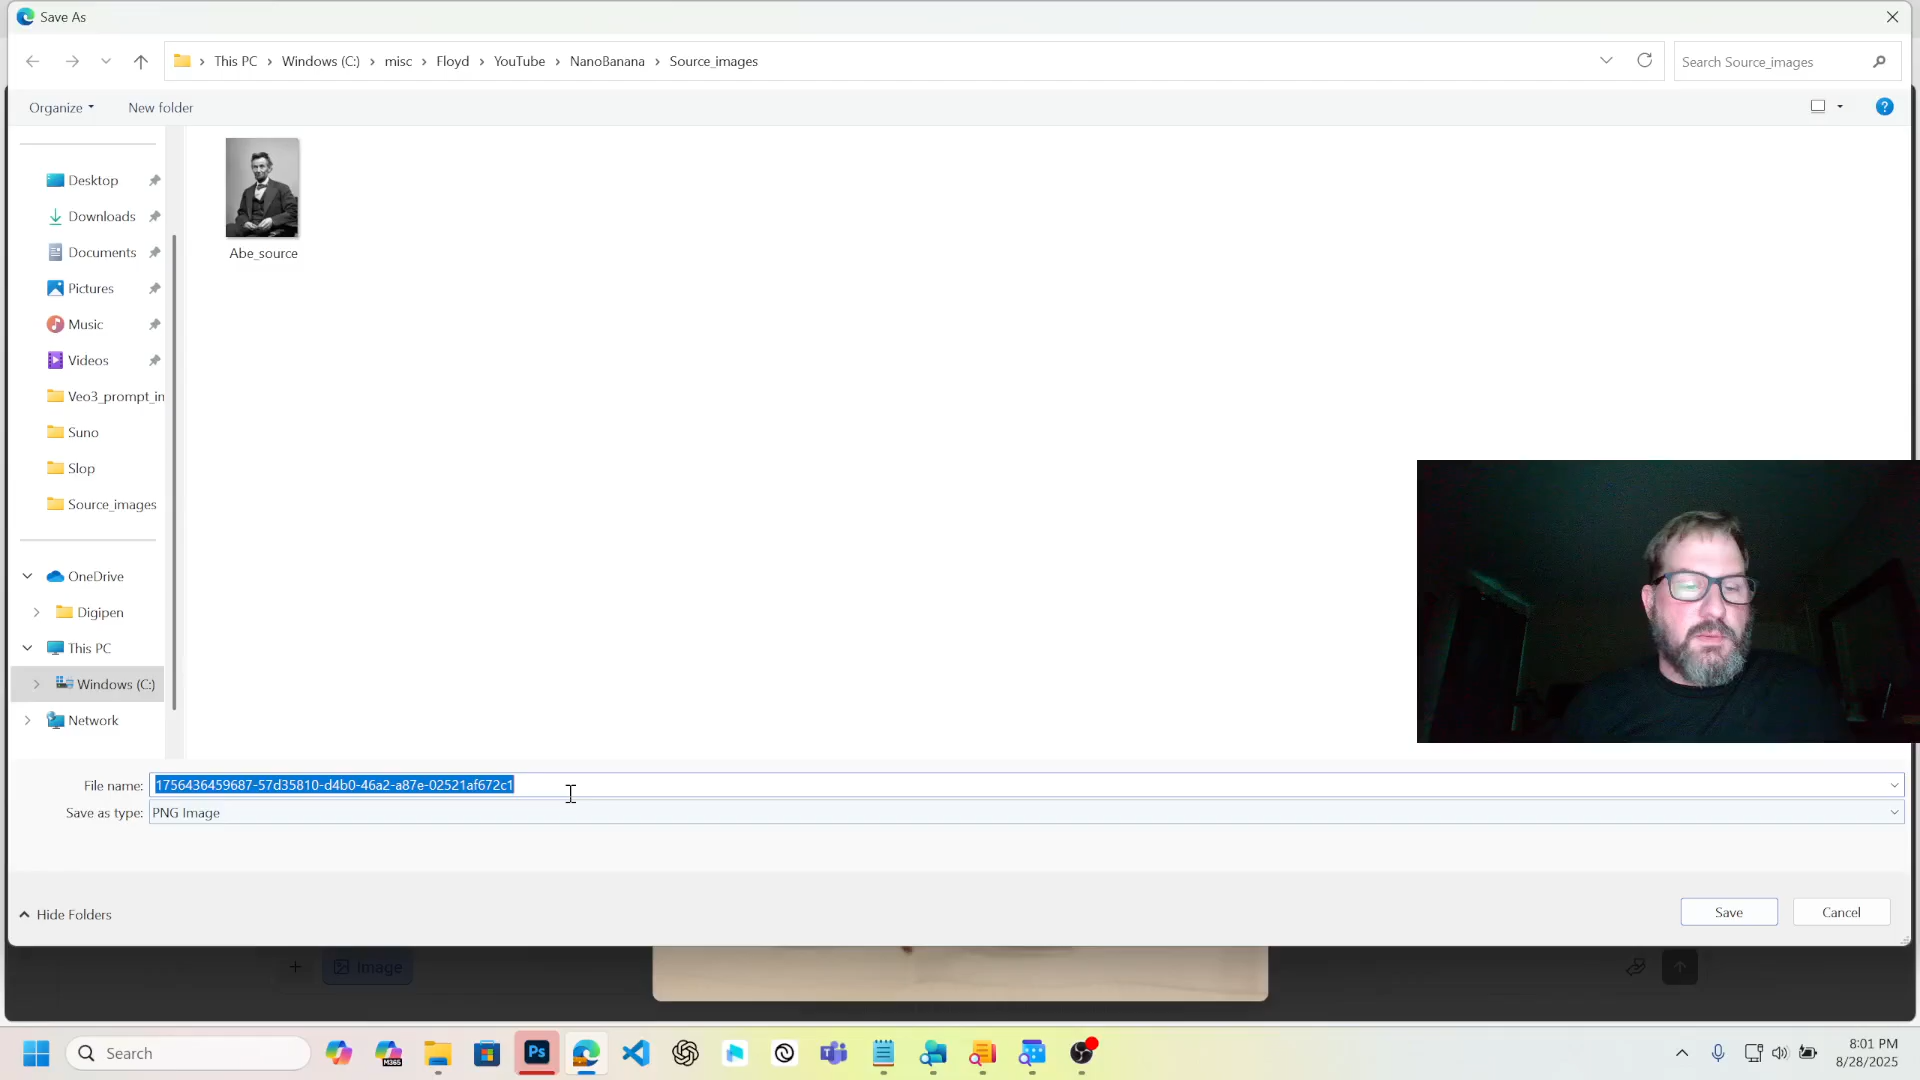 Save As
This PC > Windows (C:) > misc > Floyd > YouTube > NanoBanana > Source_images
Search Source_images
Organize
New folder
Desktop
Downloads
Documents
Pictures
Music
Videos
Veo3_prompt_in
Suno
Slop
Source_images
OneDrive
Digipen
This PC
Windows (C:)
Network
Abe_source
File name: 1756436459687-57d35810-d4b0-46a2-a87e-02521af672c1
Save as type: PNG Image
Hide Folders
Save
Cancel
Image
Search
M365
Ps
8:01 PM
8/28/2025